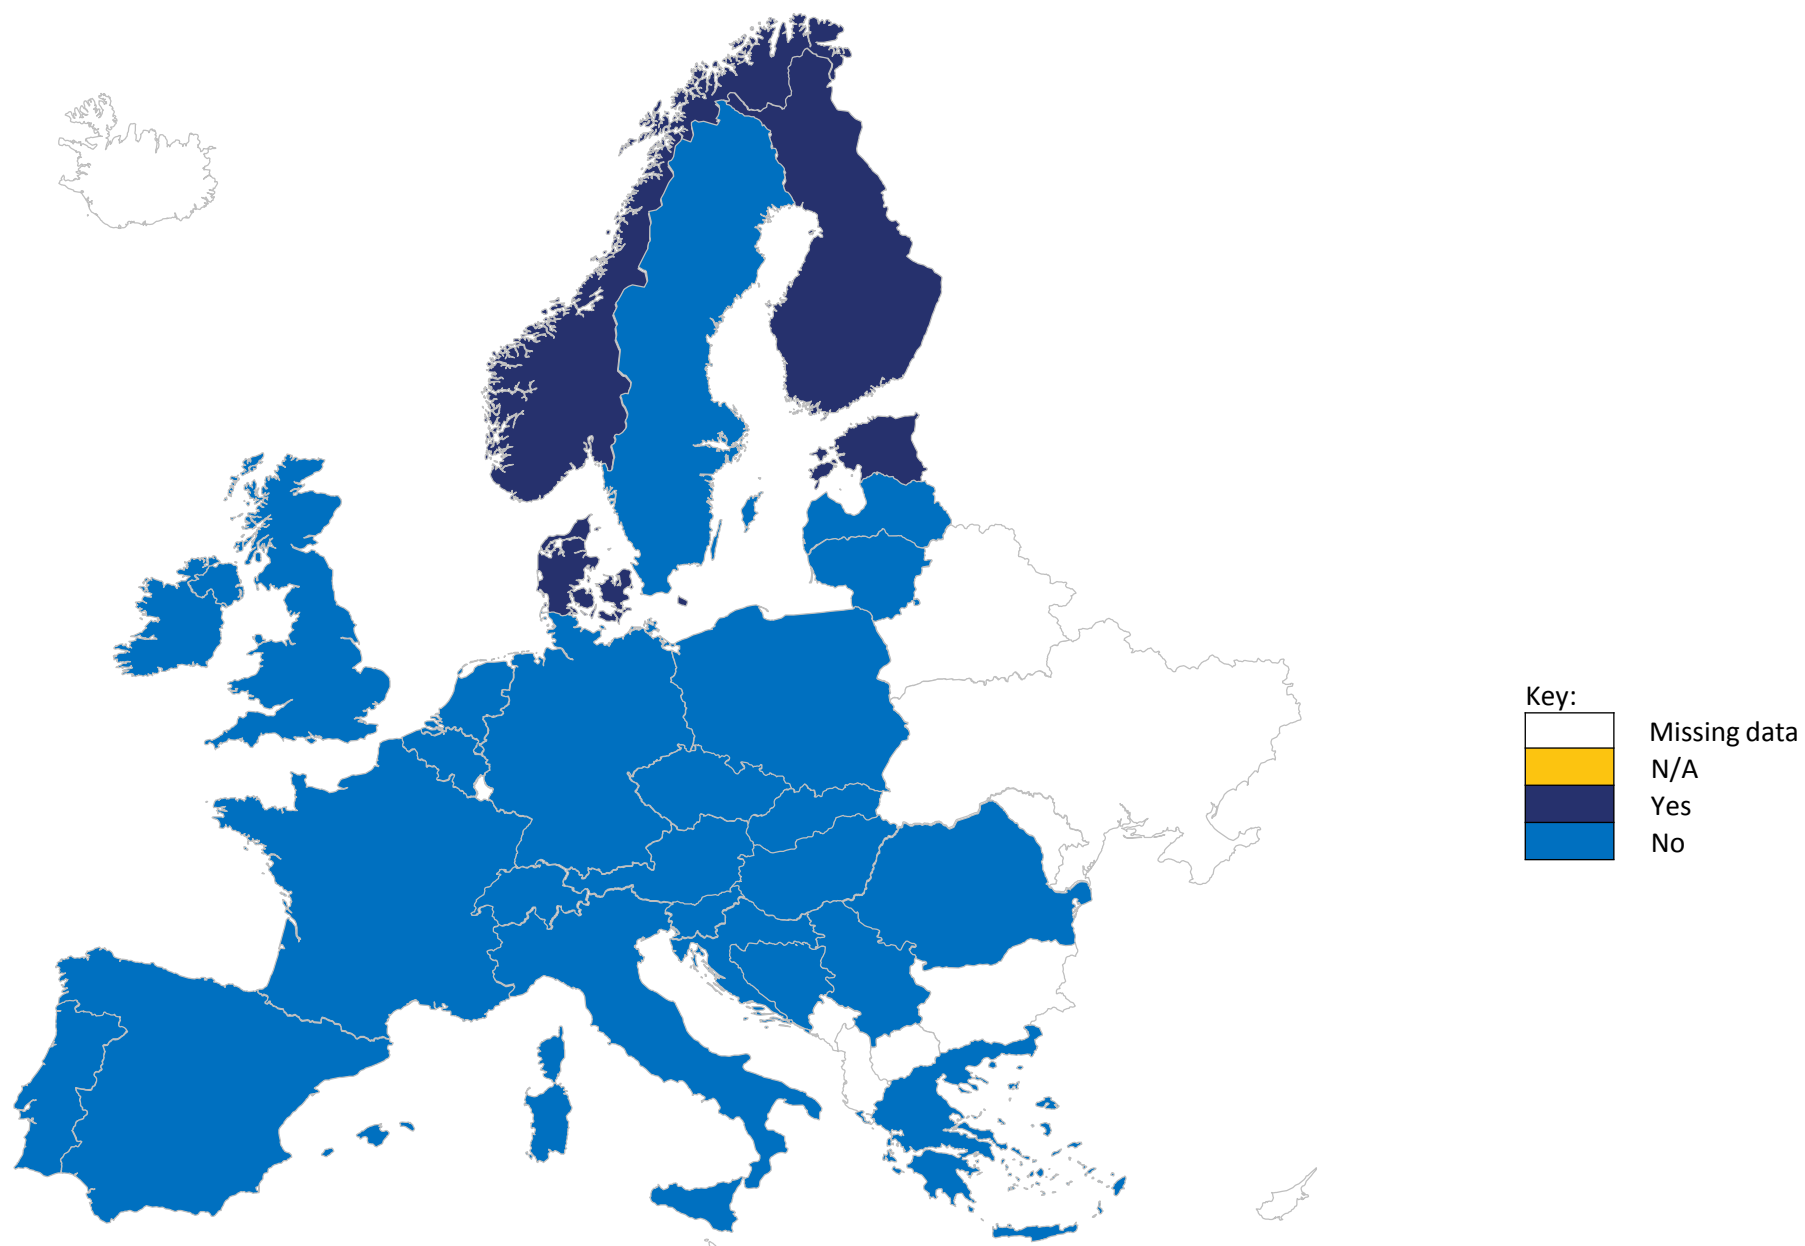 Key:
Missing data
N/A
Yes
No